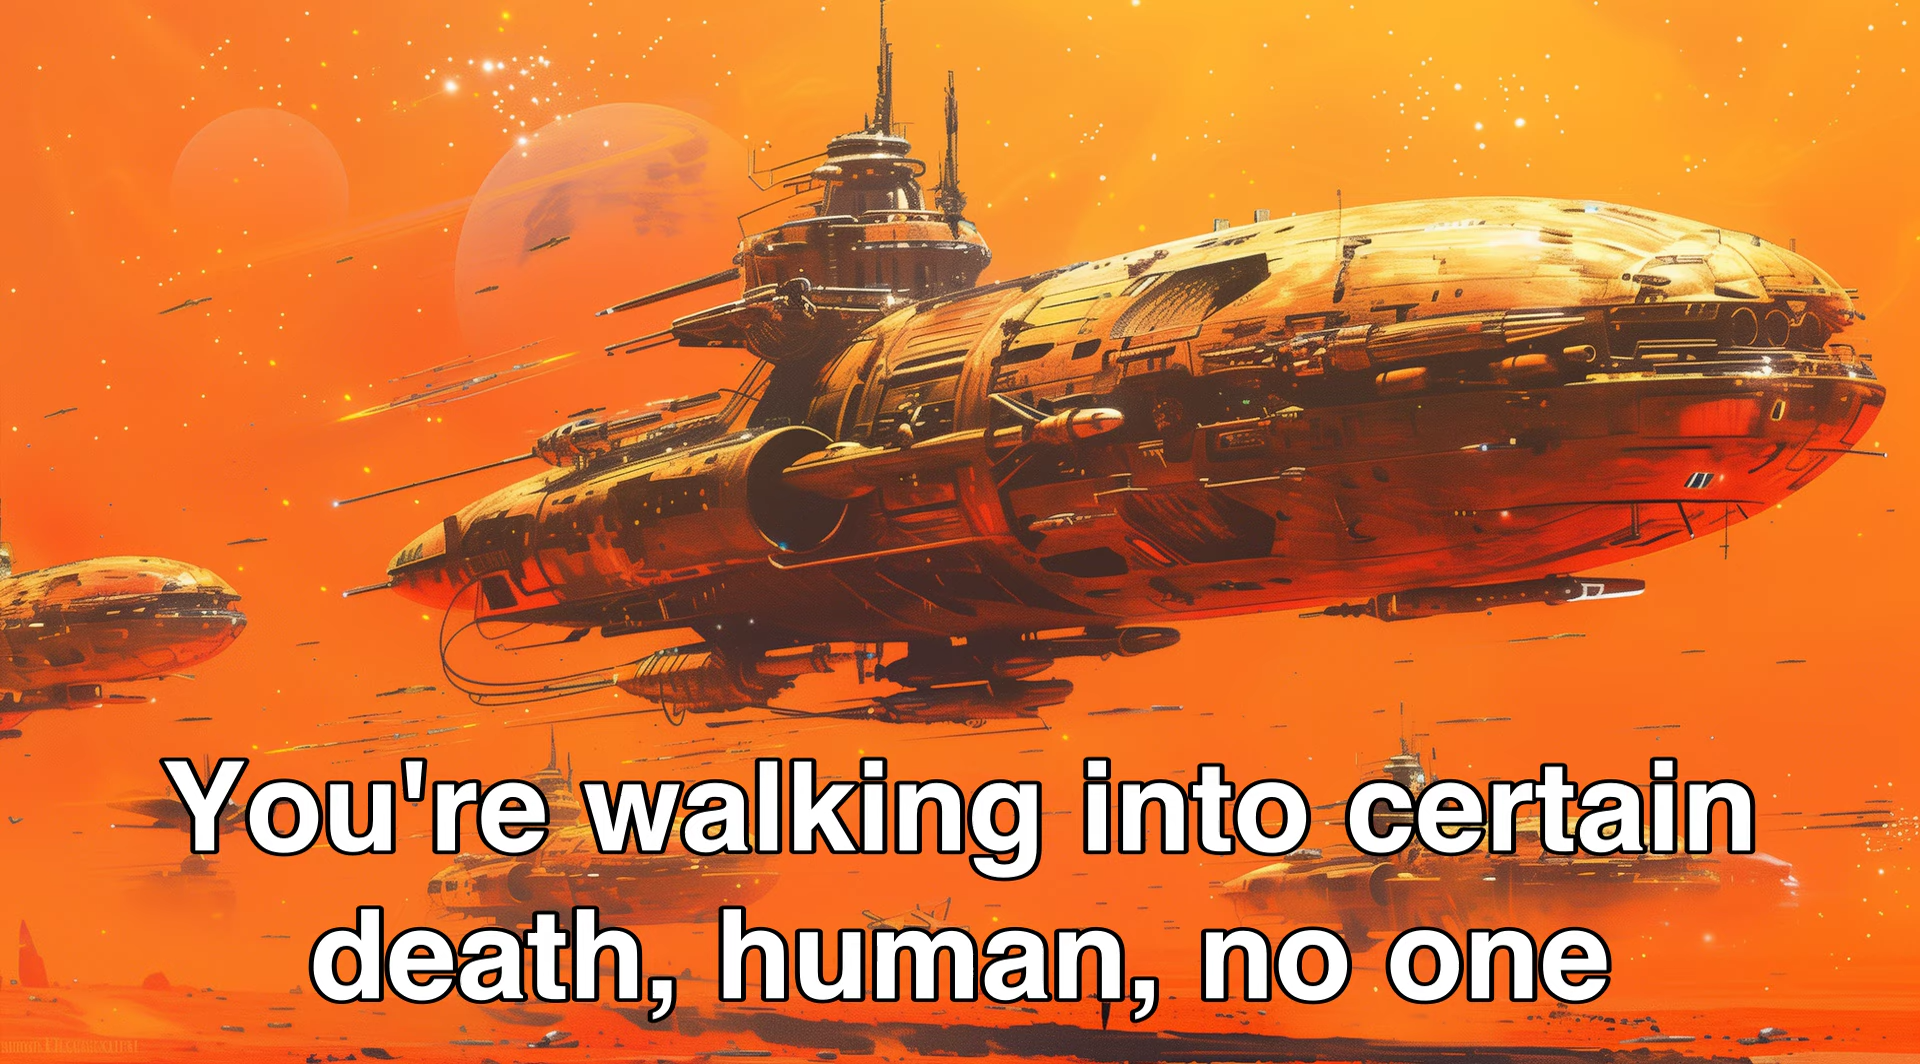 You're walking into certain
death, human, no one